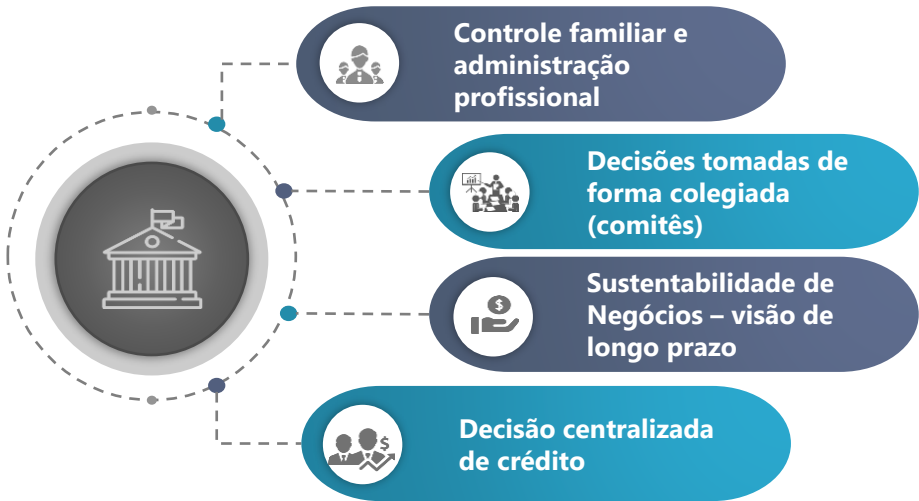 Controle familiar e
administração
profissional
Decisões tomadas de
forma colegiada
(comitês)
Sustentabilidade de
Negócios – visão de
longo prazo
Decisão centralizada
de crédito